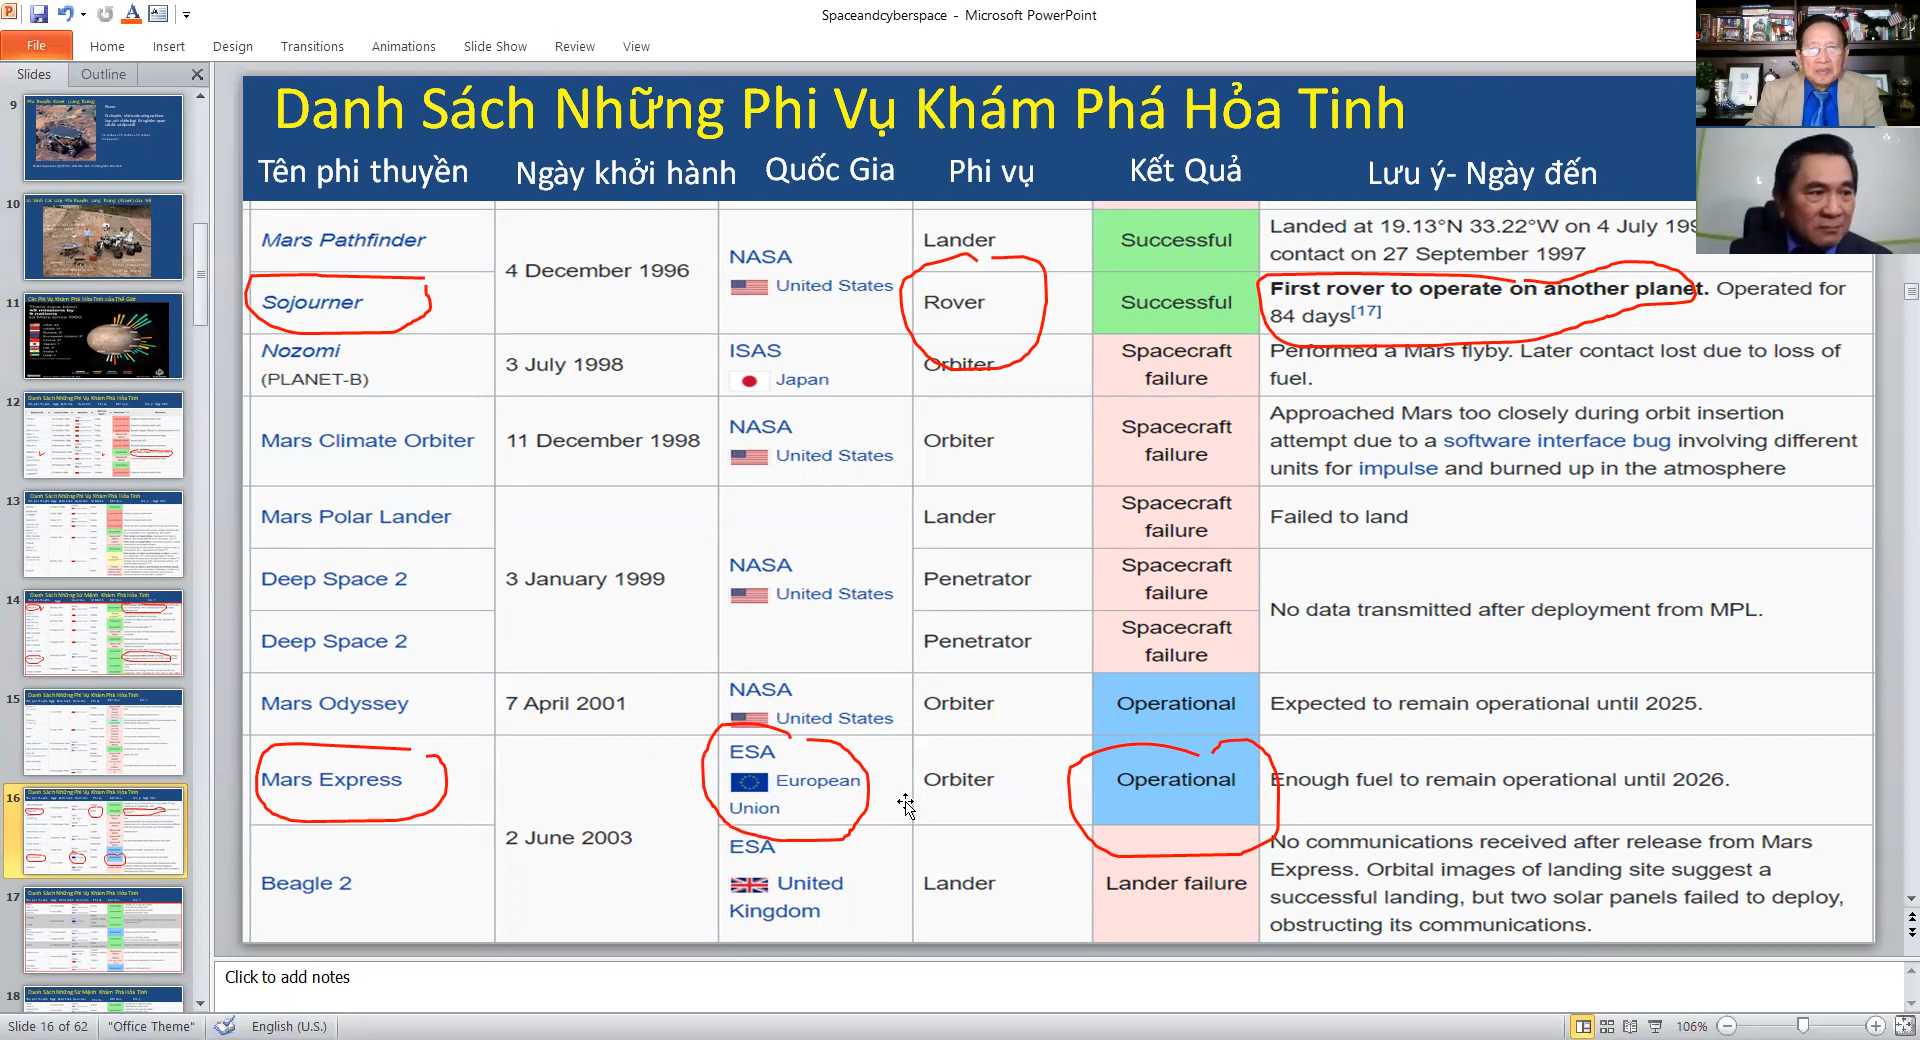 Spaceandcyberspace - Microsoft PowerPoint
File Home Insert Design Transitions Animations Slide Show Review View
Slides Outline
9
10
11
12
13
14
15
16
17
18
Danh Sách Những Phi Vụ Khám Phá Hỏa Tinh
Tên phi thuyền Ngày khởi hành Quốc Gia Phi vụ Kết Quả Lưu ý- Ngày đến
Mars Pathfinder
4 December 1996
NASA
United States
Lander
Successful
Landed at 19.13°N 33.22°W on 4 July
contact on 27 September 1997
Sojourner
Rover
Successful
First rover to operate on another planet. Operated for
84 days[17]
Nozomi
(PLANET-B)
3 July 1998
ISAS
Japan
Orbiter
Spacecraft
failure
Performed a Mars flyby. Later contact lost due to loss of
fuel.
Mars Climate Orbiter
11 December 1998
NASA
United States
Orbiter
Spacecraft
failure
Approached Mars too closely during orbit insertion
attempt due to a software interface bug involving different
units for impulse and burned up in the atmosphere
Mars Polar Lander
3 January 1999
NASA
United States
Lander
Spacecraft
failure
Failed to land
Deep Space 2
Penetrator
Spacecraft
failure
No data transmitted after deployment from MPL.
Deep Space 2
Penetrator
Spacecraft
failure
Mars Odyssey
7 April 2001
NASA
United States
Orbiter
Operational
Expected to remain operational until 2025.
Mars Express
2 June 2003
ESA
European
Union
Orbiter
Operational
Enough fuel to remain operational until 2026.
Beagle 2
ESA
United
Kingdom
Lander
Lander failure
No communications received after release from Mars
Express. Orbital images of landing site suggest a
successful landing, but two solar panels failed to deploy,
obstructing its communications.
Click to add notes
Slide 16 of 62 "Office Theme" English (U.S.) 106%